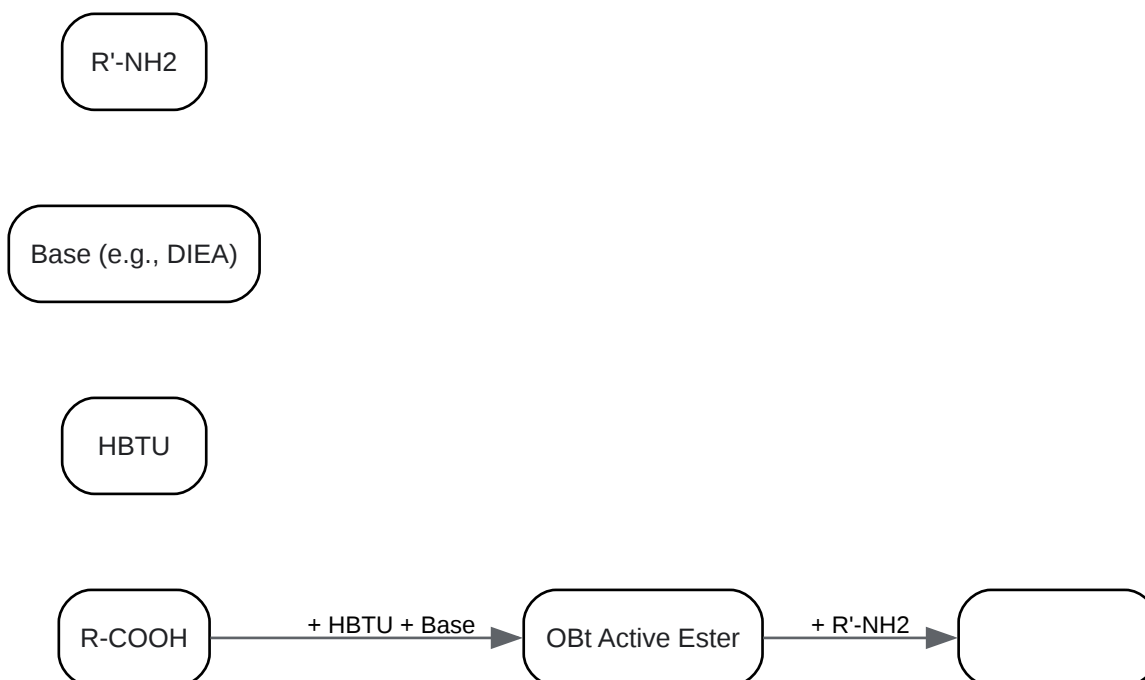 R'-NH2
Base (e.g., DIEA)
HBTU
R-COOH
+ HBTU + Base
OBt Active Ester
+ R'-NH2